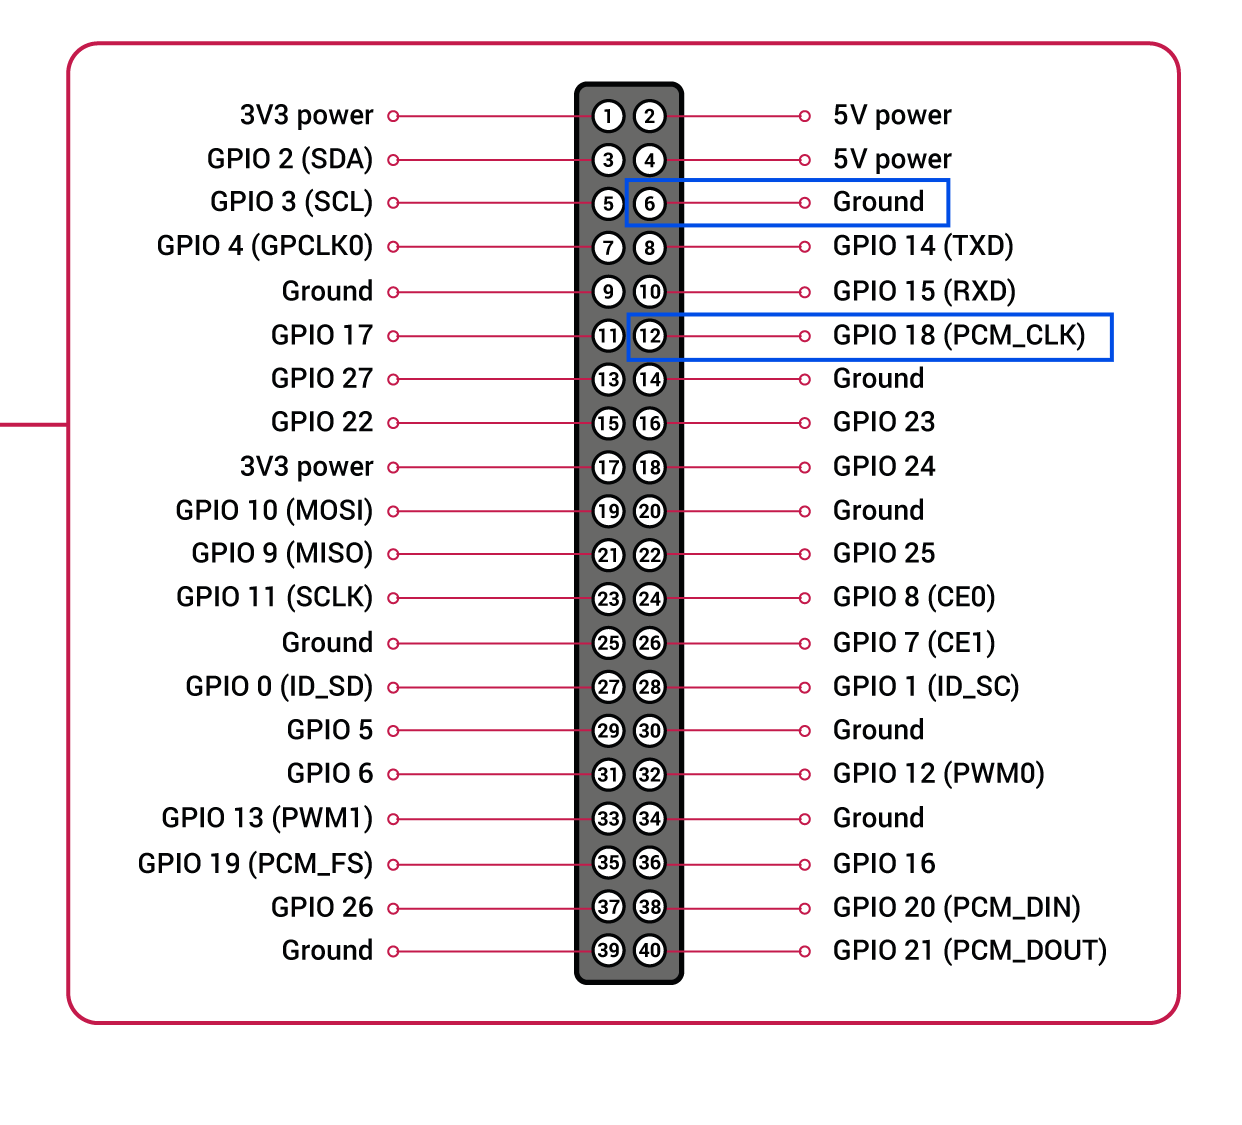 3V3 power 1 2 5V power
GPIO 2 (SDA) 3 4 5V power
GPIO 3 (SCL) 5 6 Ground
GPIO 4 (GPCLK0) 7 8 GPIO 14 (TXD)
Ground 9 10 GPIO 15 (RXD)
GPIO 17 11 12 GPIO 18 (PCM_CLK)
GPIO 27 13 14 Ground
GPIO 22 15 16 GPIO 23
3V3 power 17 18 GPIO 24
GPIO 10 (MOSI) 19 20 Ground
GPIO 9 (MISO) 21 22 GPIO 25
GPIO 11 (SCLK) 23 24 GPIO 8 (CE0)
Ground 25 26 GPIO 7 (CE1)
GPIO 0 (ID_SD) 27 28 GPIO 1 (ID_SC)
GPIO 5 29 30 Ground
GPIO 6 31 32 GPIO 12 (PWM0)
GPIO 13 (PWM1) 33 34 Ground
GPIO 19 (PCM_FS) 35 36 GPIO 16
GPIO 26 37 38 GPIO 20 (PCM_DIN)
Ground 39 40 GPIO 21 (PCM_DOUT)